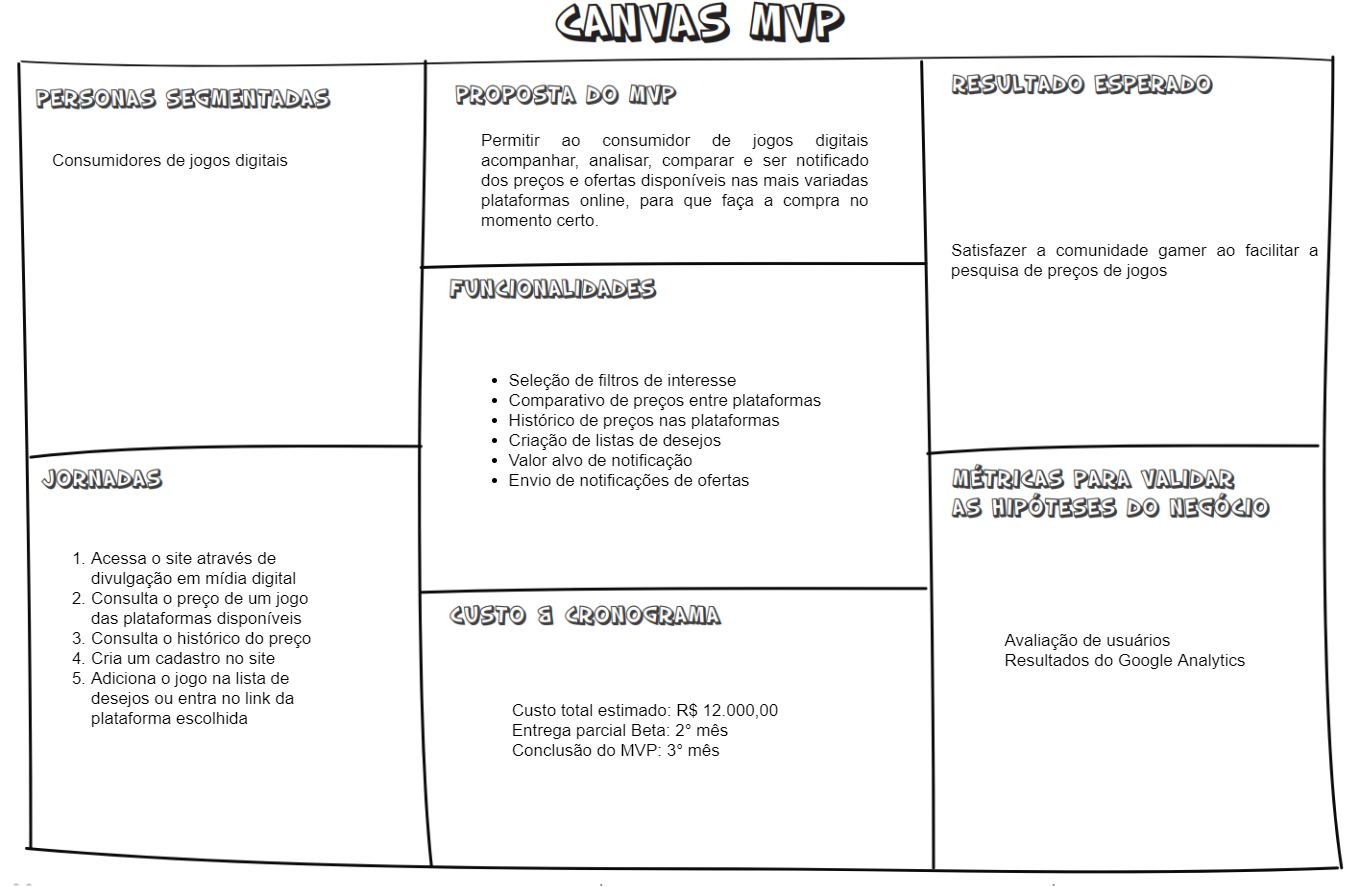 CANVAS MVP
PERSONAS SEGMENTADAS
Consumidores de jogos digitais
PROPOSTA DO MVP
Permitir ao consumidor de jogos digitais
acompanhar, analisar, comparar e ser notificado
dos preços e ofertas disponíveis nas mais variadas
plataformas online, para que faça a compra no
momento certo.
RESULTADO ESPERADO
Satisfazer a comunidade gamer ao facilitar a
pesquisa de preços de jogos
FUNCIONALIDADES
• Seleção de filtros de interesse
• Comparativo de preços entre plataformas
• Histórico de preços nas plataformas
• Criação de listas de desejos
• Valor alvo de notificação
• Envio de notificações de ofertas
JORNADAS
1. Acessa o site através de
divulgação em mídia digital
2. Consulta o preço de um jogo
das plataformas disponíveis
3. Consulta o histórico do preço
4. Cria um cadastro no site
5. Adiciona o jogo na lista de
desejos ou entra no link da
plataforma escolhida
CUSTO & CRONOGRAMA
Custo total estimado: R$ 12.000,00
Entrega parcial Beta: 2° mês
Conclusão do MVP: 3° mês
MÉTRICAS PARA VALIDAR
AS HIPÓTESES DO NEGÓCIO
Avaliação de usuários
Resultados do Google Analytics